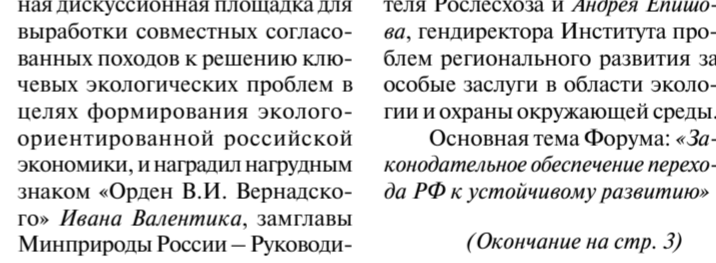 ная дискуссионная площадка для
выработки совместных согласо-
ванных походов к решению клю-
чевых экологических проблем в
целях формирования эколого-
ориентированной российской
экономики, и наградил нагрудным
знаком «Орден В.И. Вернадско-
го» Ивана Валентика, замглавы
Минприроды России – Руководи-
теля Рослесхоза и Андрея Епишо-
ва, гендиректора Института про-
блем регионального развития за
особые заслуги в области эколо-
гии и охраны окружающей среды.
Основная тема Форума: «За-
конодательное обеспечение перехо-
да РФ к устойчивому развитию»
(Окончание на стр. 3)